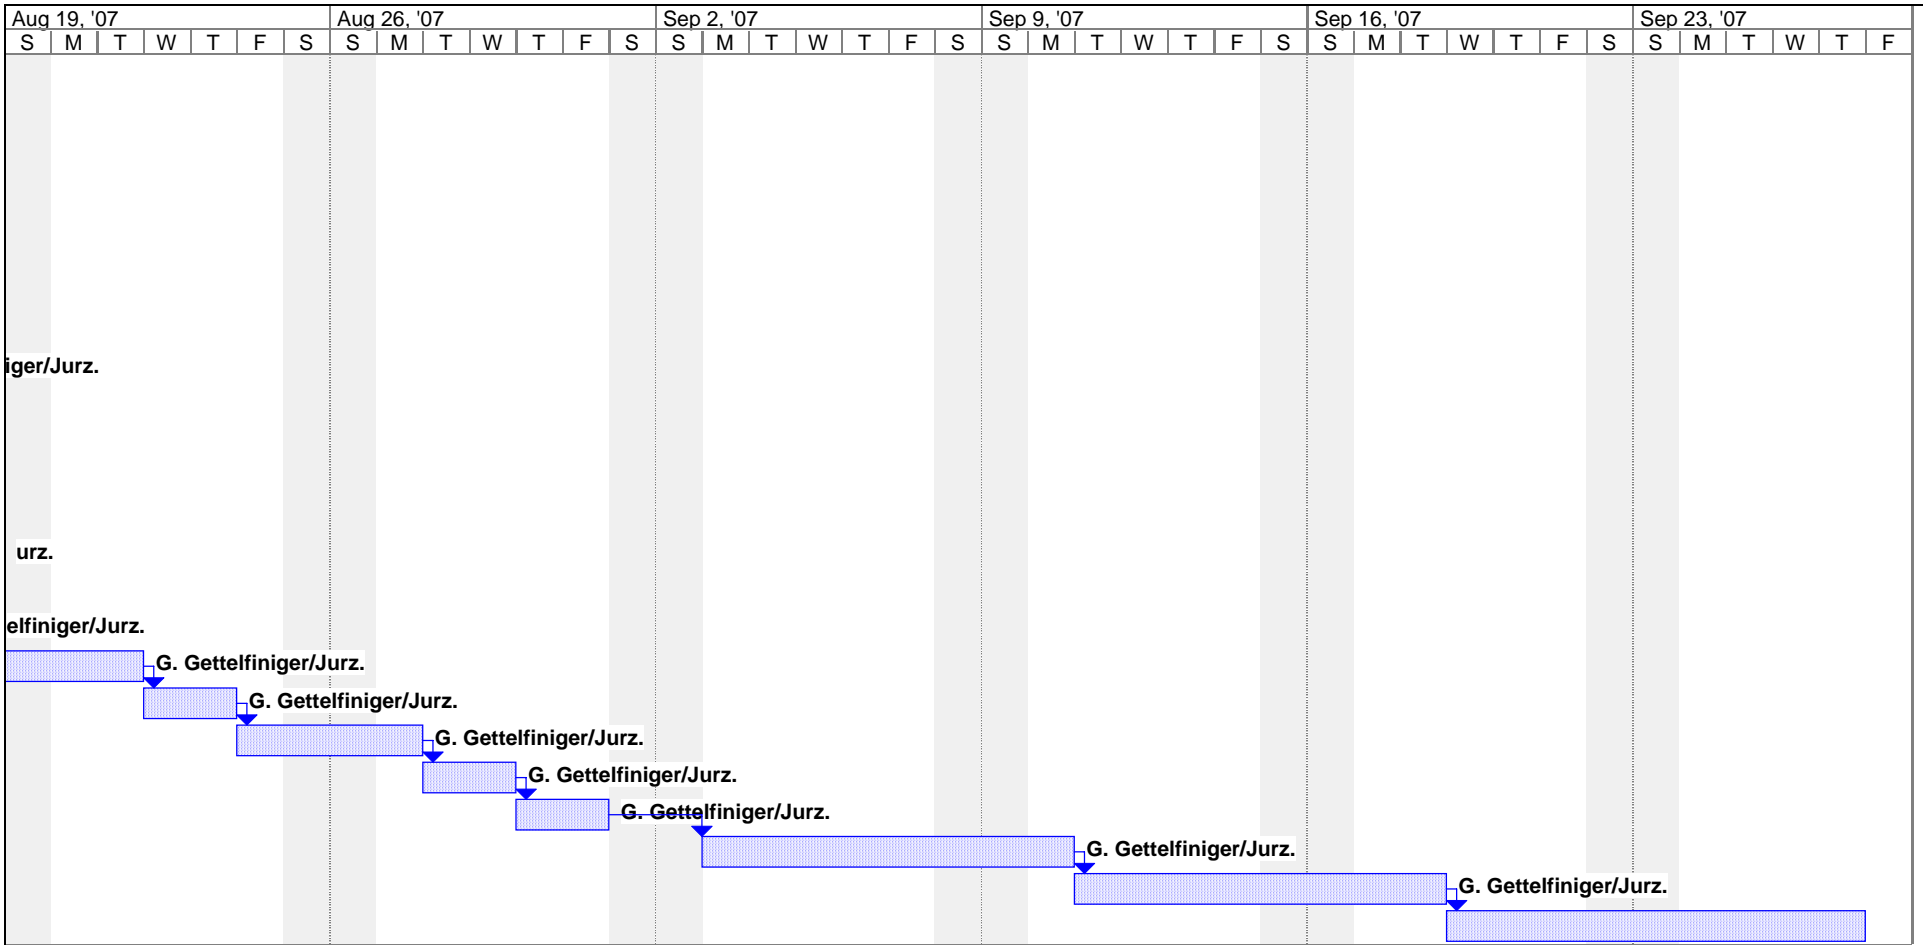 Aug 19, '07 Aug 26, '07 Sep 2, '07 Sep 9, '07 Sep 16, '07 Sep 23, '07
S M T W T F S S M T W T F S S M T W T F S S M T W T F S S M T W T F S S M T W T F
iger/Jurz.
urz.
elfiniger/Jurz.
G. Gettelfiniger/Jurz.
G. Gettelfiniger/Jurz.
G. Gettelfiniger/Jurz.
G. Gettelfiniger/Jurz.
G. Gettelfiniger/Jurz.
G. Gettelfiniger/Jurz.
G. Gettelfiniger/Jurz.